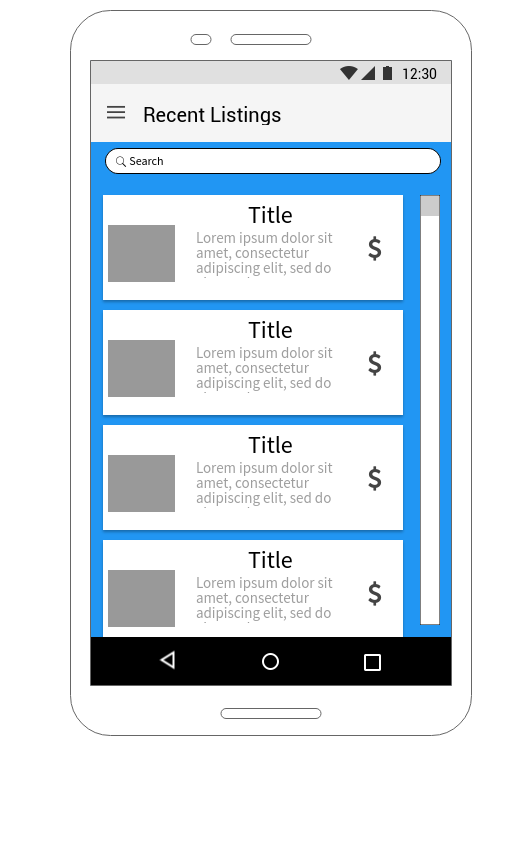 12:30
Recent Listings
Search
Title
Lorem ipsum dolor sit
amet, consectetur
adipiscing elit, sed do
$
Title
Lorem ipsum dolor sit
amet, consectetur
adipiscing elit, sed do
$
Title
Lorem ipsum dolor sit
amet, consectetur
adipiscing elit, sed do
$
Title
Lorem ipsum dolor sit
amet, consectetur
adipiscing elit, sed do
$